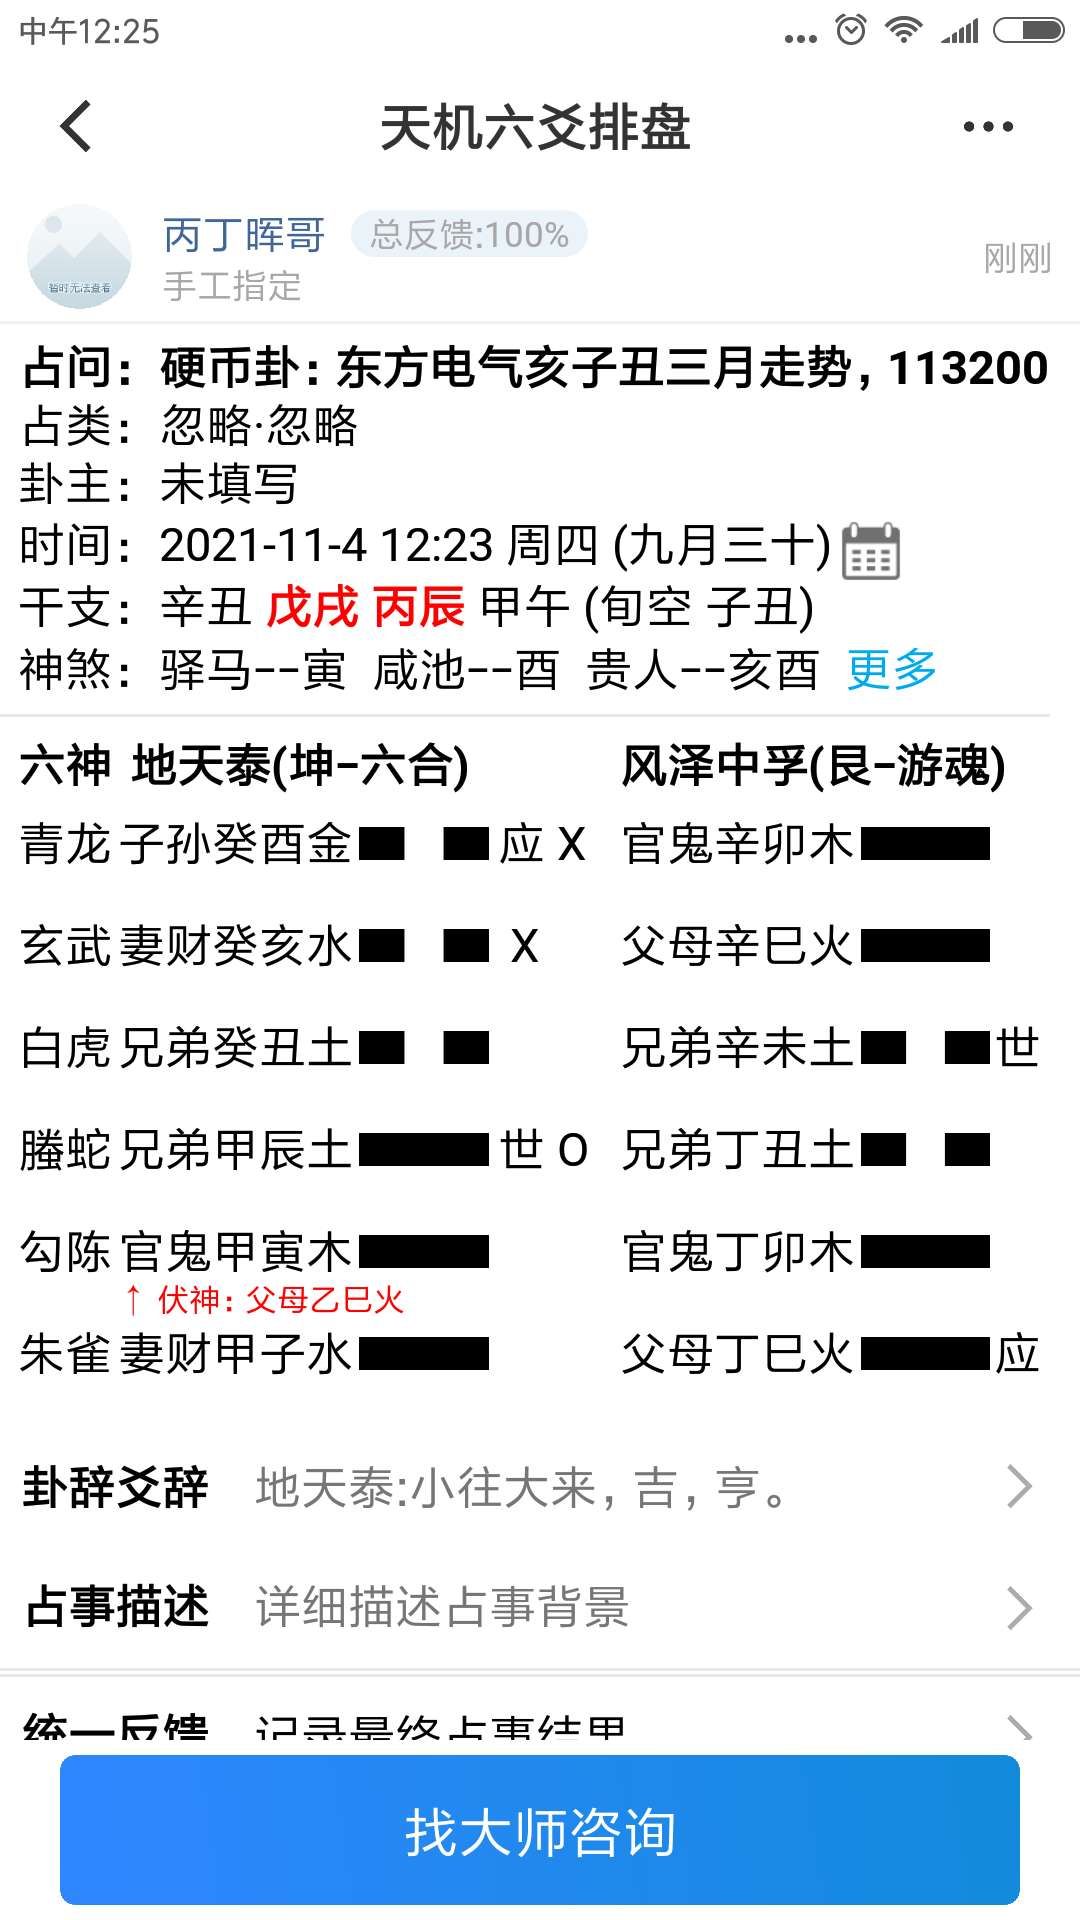 中午12:25
天机六爻排盘
丙丁晖哥 总反馈:100%
手工指定
刚刚
暂时无法查看
占问：硬币卦：东方电气亥子丑三月走势，113200
占类：忽略·忽略
卦主：未填写
时间：2021-11-4 12:23 周四 (九月三十)
干支：辛丑 戊戌 丙辰 甲午 (旬空 子丑)
神煞：驿马--寅 咸池--酉 贵人--亥酉 更多
六神 地天泰(坤-六合) 风泽中孚(艮-游魂)
青龙 子孙癸酉金 应 X 官鬼辛卯木
玄武 妻财癸亥水 X 父母辛巳火
白虎 兄弟癸丑土 兄弟辛未土 世
螣蛇 兄弟甲辰土 世 O 兄弟丁丑土
勾陈 官鬼甲寅木 官鬼丁卯木
↑ 伏神：父母乙巳火
朱雀 妻财甲子水 父母丁巳火 应
卦辞爻辞 地天泰:小往大来，吉，亨。
占事描述 详细描述占事背景
统一反馈 记录最终占事结果
找大师咨询